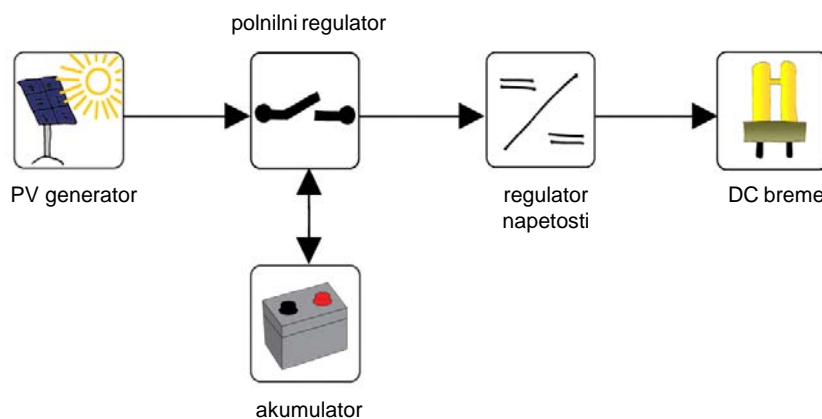 polnilni regulator
PV generator
regulator
napetosti
DC breme
akumulator